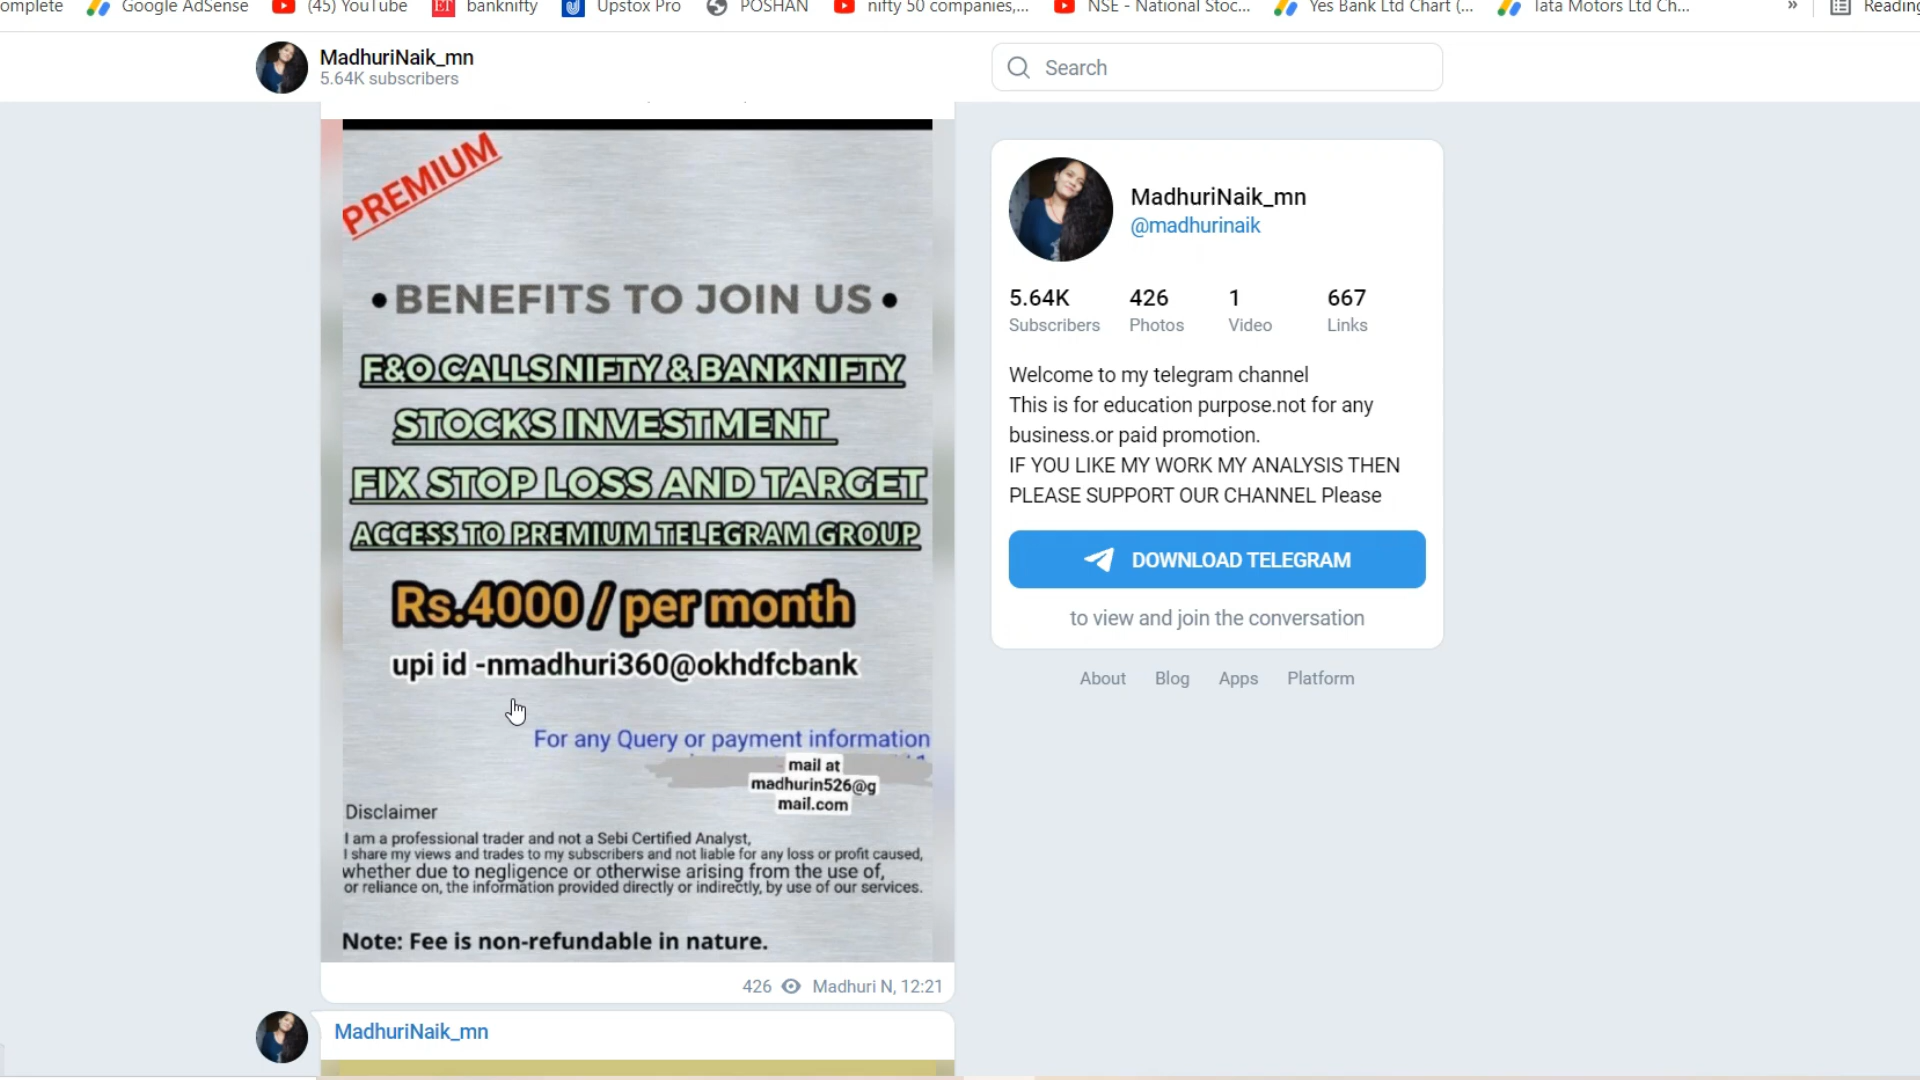 omplete Google AdSense (45) YouTube ET banknifty Upstox Pro POSHAN nifty 50 companies,... NSE - National Stoc... Yes Bank Ltd Chart (... Tata Motors Ltd Ch... » Reading
MadhuriNaik_mn
5.64K subscribers
Search
PREMIUM
• BENEFITS TO JOIN US •
F&O CALLS NIFTY & BANKNIFTY
STOCKS INVESTMENT
FIX STOP LOSS AND TARGET
ACCESS TO PREMIUM TELEGRAM GROUP
Rs.4000 / per month
upi id -nmadhuri360@okhdfcbank
For any Query or payment information
mail at
madhurin526@g
mail.com
Disclaimer
I am a professional trader and not a Sebi Certified Analyst,
I share my views and trades to my subscribers and not liable for any loss or profit caused,
whether due to negligence or otherwise arising from the use of,
or reliance on, the information provided directly or indirectly, by use of our services.
Note: Fee is non-refundable in nature.
426 Madhuri N, 12:21
MadhuriNaik_mn
MadhuriNaik_mn
@madhurinaik
5.64K 426 1 667
Subscribers Photos Video Links
Welcome to my telegram channel
This is for education purpose.not for any
business.or paid promotion.
IF YOU LIKE MY WORK MY ANALYSIS THEN
PLEASE SUPPORT OUR CHANNEL Please
DOWNLOAD TELEGRAM
to view and join the conversation
About Blog Apps Platform